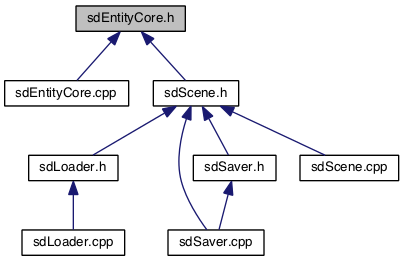 sdEntityCore.h
sdEntityCore.cpp
sdScene.h
sdLoader.h
sdSaver.h
sdScene.cpp
sdLoader.cpp
sdSaver.cpp